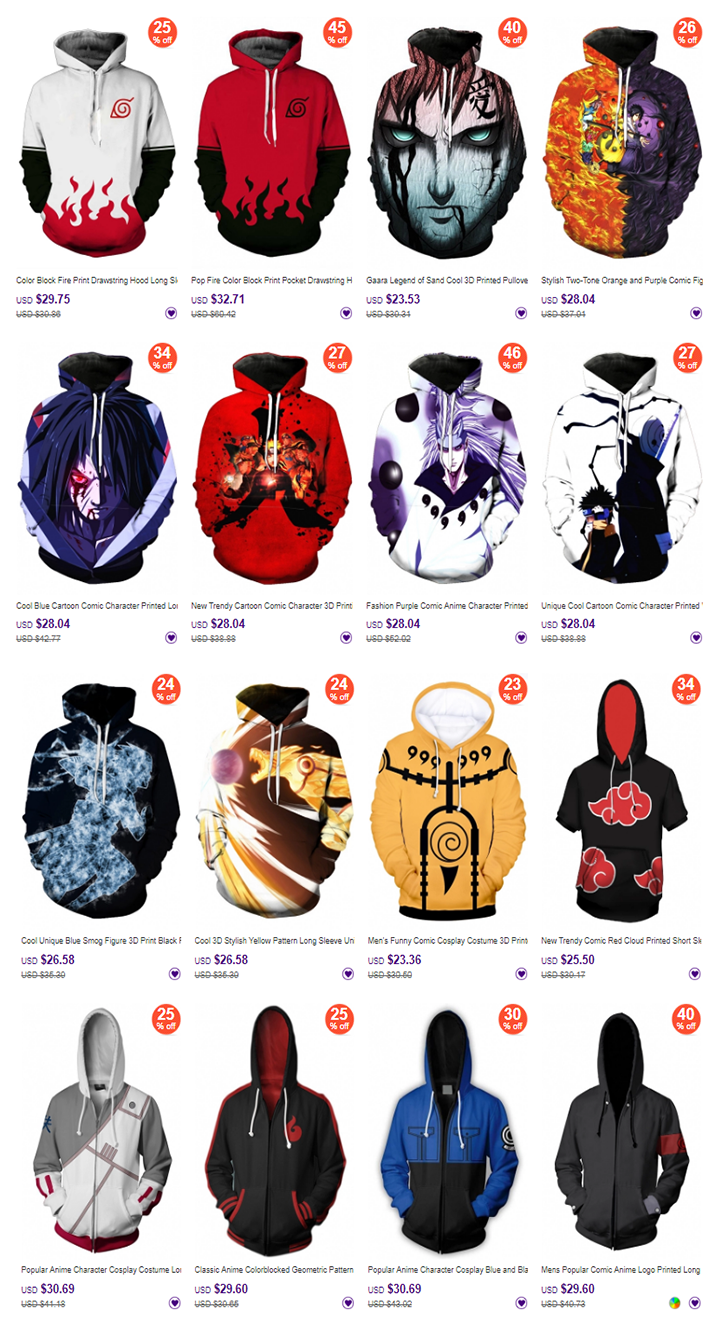 25
% off
45
% off
40
% off
26
% off
愛
Color Block Fire Print Drawstring Hood Long Sl
Pop Fire Color Block Print Pocket Drawstring H
Gaara Legend of Sand Cool 3D Printed Pullove
Stylish Two-Tone Orange and Purple Comic Fig
USD $29.75
USD $32.71
USD $23.53
USD $28.04
USD $60.42
34
% off
27
% off
46
% off
27
% off
Cool Blue Cartoon Comic Character Printed Lo
New Trendy Cartoon Comic Character 3D Print
Fashion Purple Comic Anime Character Printed
Unique Cool Cartoon Comic Character Printed
USD $28.04
USD $28.04
USD $28.04
USD $28.04
USD $42.77
24
% off
24
% off
23
% off
34
% off
999 999
Cool Unique Blue Smog Figure 3D Print Black
Cool 3D Stylish Yellow Pattern Long Sleeve Un
Men's Funny Comic Cosplay Costume 3D Print
New Trendy Comic Red Cloud Printed Short Sl
USD $26.58
USD $26.58
USD $23.36
USD $25.50
25
% off
25
% off
30
% off
40
% off
Popular Anime Character Cosplay Costume Lo
Classic Anime Colorblocked Geometric Pattern
Popular Anime Character Cosplay Blue and Bla
Mens Popular Comic Anime Logo Printed Long
USD $30.69
USD $29.60
USD $30.69
USD $29.60